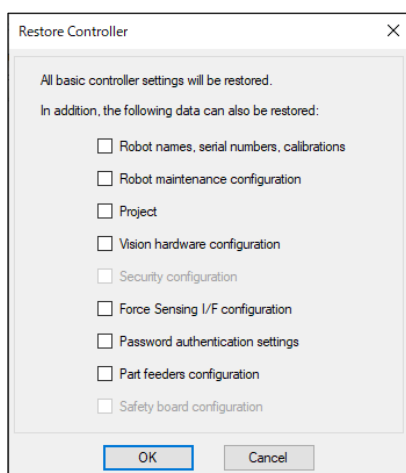 Restore Controller
All basic controller settings will be restored.
In addition, the following data can also be restored:
Robot names, serial numbers, calibrations
Robot maintenance configuration
Project
Vision hardware configuration
Security configuration
Force Sensing I/F configuration
Password authentication settings
Part feeders configuration
Safety board configuration
OK Cancel